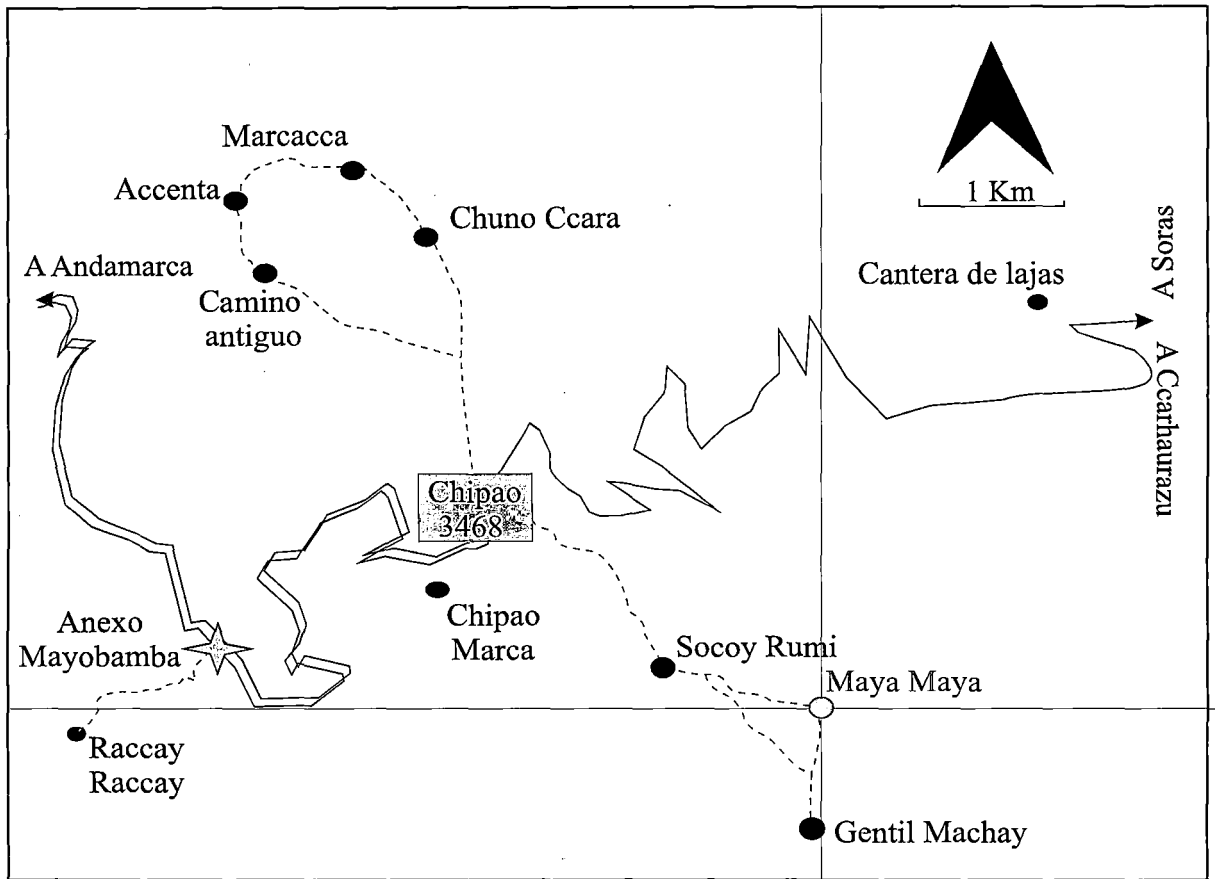 Marcacca
1 Km
Accenta
Chuno Ccara
A Soras
A Andamarca
Cantera de lajas
Camino
antiguo
A Ccarhaurazu
Chipao
3468
Anexo
Mayobamba
Chipao
Marca
Socoy Rumi
Maya Maya
Raccay
Raccay
Gentil Machay